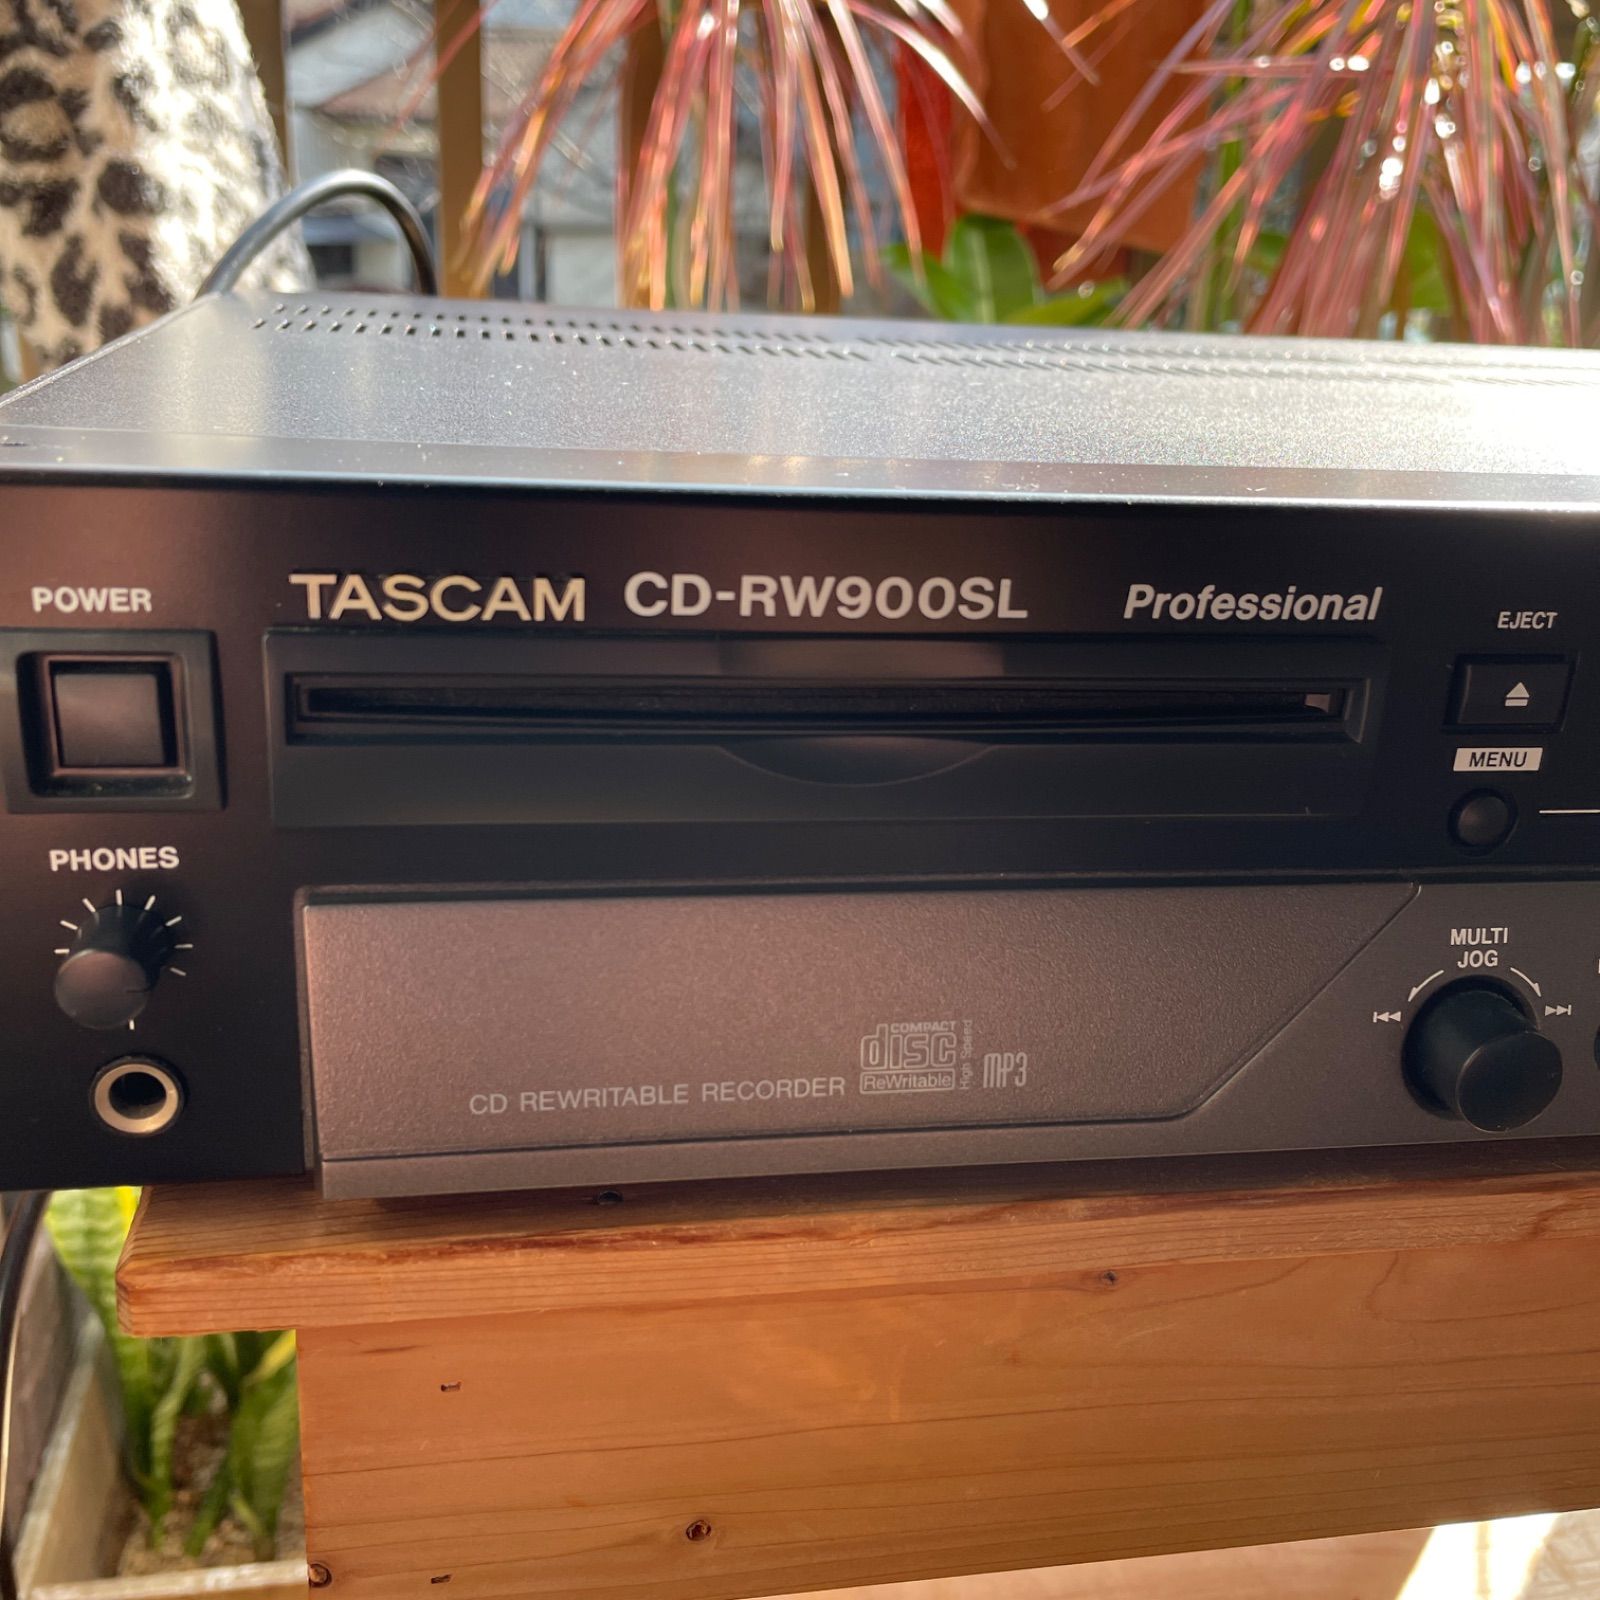 POWER
TASCAM CD-RW900SL Professional
EJECT
MENU
PHONES
MULTI
JOG
CD REWRITABLE RECORDER
COMPACT
disc
ReWritable
High Speed
MP3